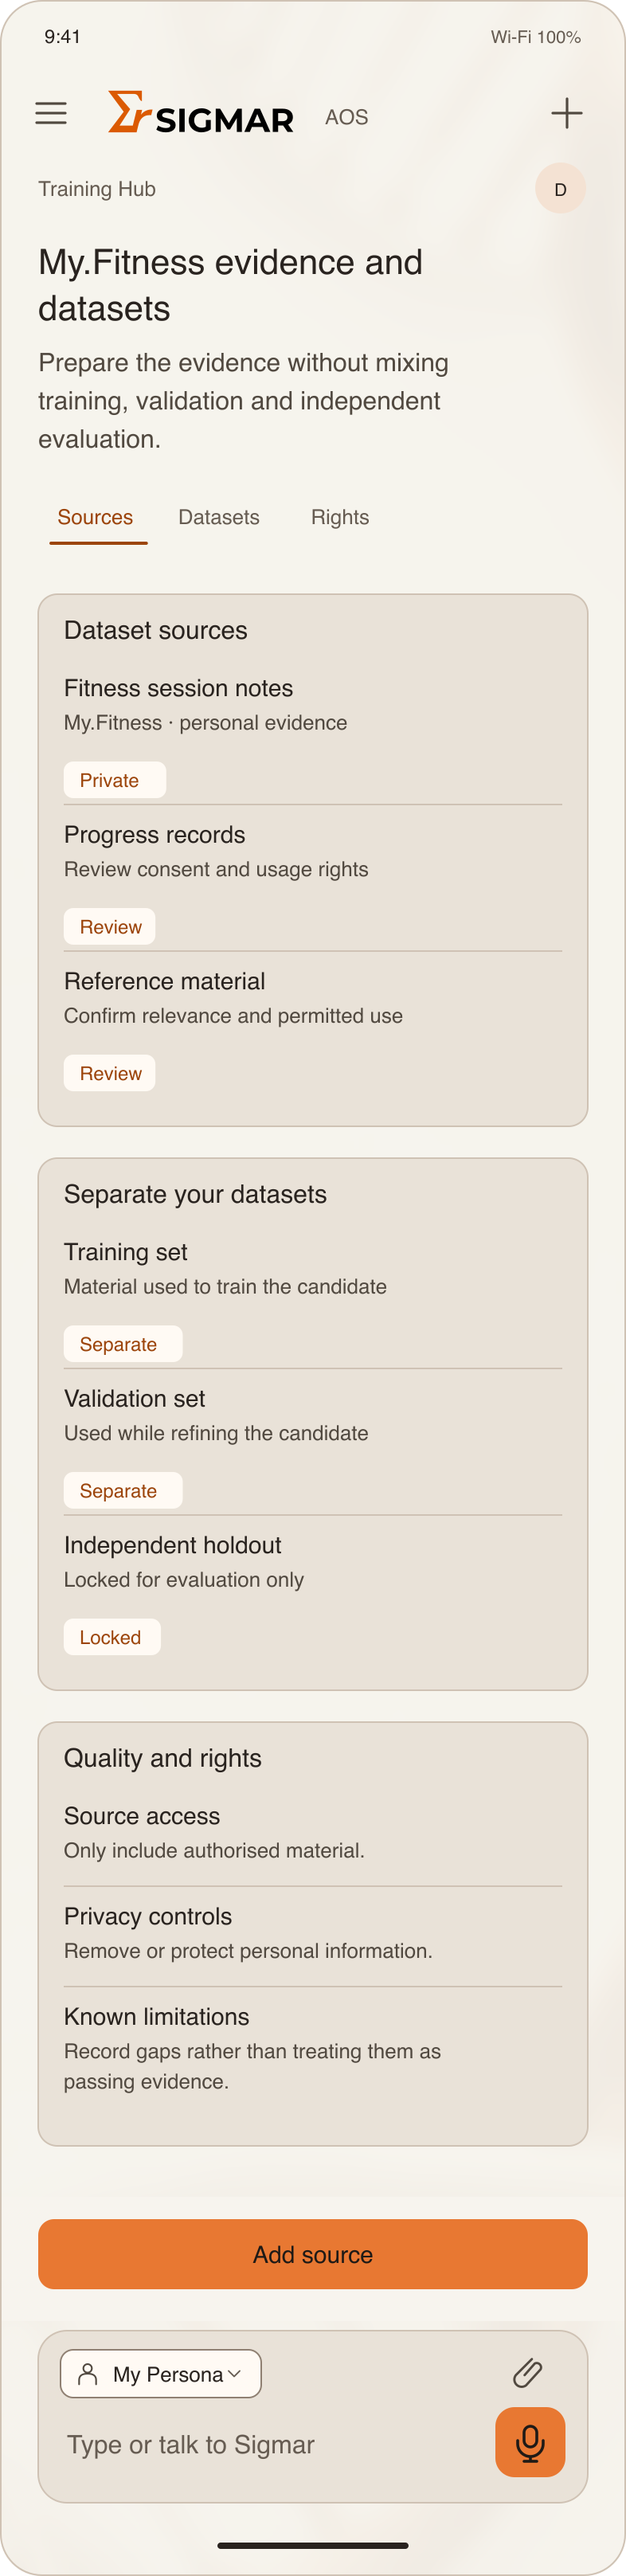 9:41
Wi-Fi 100%
Σr SIGMAR
AOS
Training Hub
D
My.Fitness evidence and
datasets
Prepare the evidence without mixing
training, validation and independent
evaluation.
Sources
Datasets
Rights
Dataset sources
Fitness session notes
My.Fitness · personal evidence
Private
Progress records
Review consent and usage rights
Review
Reference material
Confirm relevance and permitted use
Review
Separate your datasets
Training set
Material used to train the candidate
Separate
Validation set
Used while refining the candidate
Separate
Independent holdout
Locked for evaluation only
Locked
Quality and rights
Source access
Only include authorised material.
Privacy controls
Remove or protect personal information.
Known limitations
Record gaps rather than treating them as
passing evidence.
Add source
My Persona
Type or talk to Sigmar